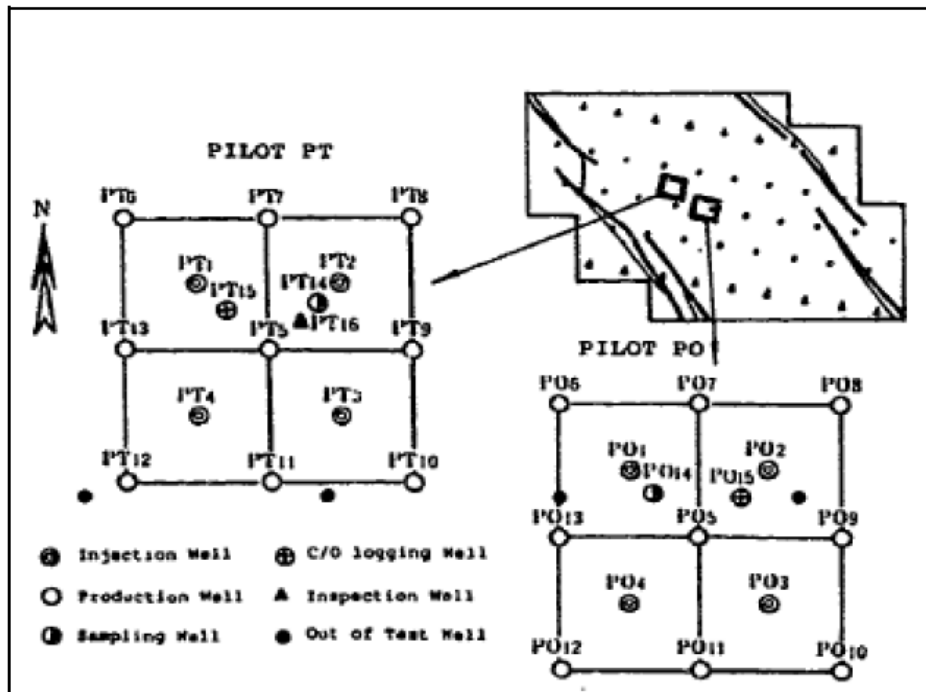 PILOT PT
PT6 PT7 PT8
N
PT1 PT2
PT15 PT14
PT16
PT13 PT5 PT9
PT4 PT3
PT12 PT11 PT10
PILOT PO
PO6 PO7 PO8
PO1 PO2
PO14 PO15
PO13 PO5 PO9
PO4 PO3
PO12 PO11 PO10
Injection Well
C/O logging Well
Production Well
Inspection Well
Sampling Well
Out of Test Well